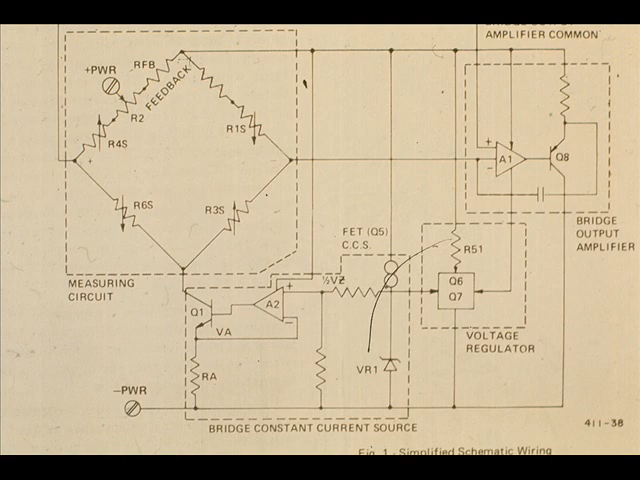 AMPLIFIER COMMON
+PWR
RFB
FEEDBACK
R2
R1S
R4S
+
+
−
A1
Q8
R6S
R3S
FET (Q5)
C.C.S.
R51
BRIDGE
OUTPUT
AMPLIFIER
MEASURING
CIRCUIT
½VZ
+
A2
−
Q1
Q6
Q7
VA
VOLTAGE
REGULATOR
RA
VR1
−PWR
BRIDGE CONSTANT CURRENT SOURCE
411-38
Fig. 1 - Simplified Schematic Wiring